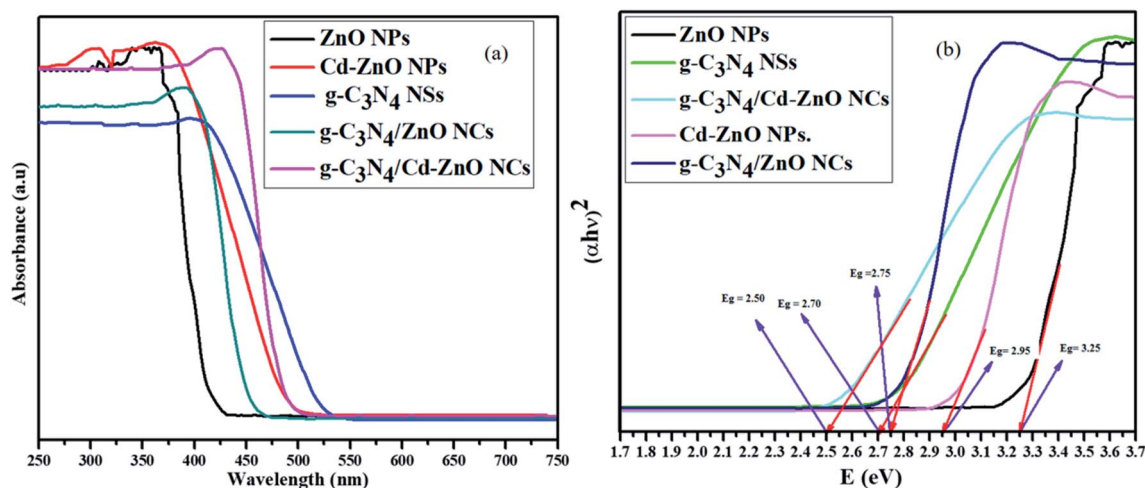 (a)
ZnO NPs
Cd-ZnO NPs
g-C₃N₄ NSs
g-C₃N₄/ZnO NCs
g-C₃N₄/Cd-ZnO NCs
Absorbance (a.u)
250 300 350 400 450 500 550 600 650 700 750
Wavelength (nm)
(b)
ZnO NPs
g-C₃N₄ NSs
g-C₃N₄/Cd-ZnO NCs
Cd-ZnO NPs.
g-C₃N₄/ZnO NCs
(αhν)²
Eg =2.75
Eg = 2.50
Eg =2.70
Eg= 2.95
Eg= 3.25
1.7 1.8 1.9 2.0 2.1 2.2 2.3 2.4 2.5 2.6 2.7 2.8 2.9 3.0 3.1 3.2 3.3 3.4 3.5 3.6 3.7
E (eV)